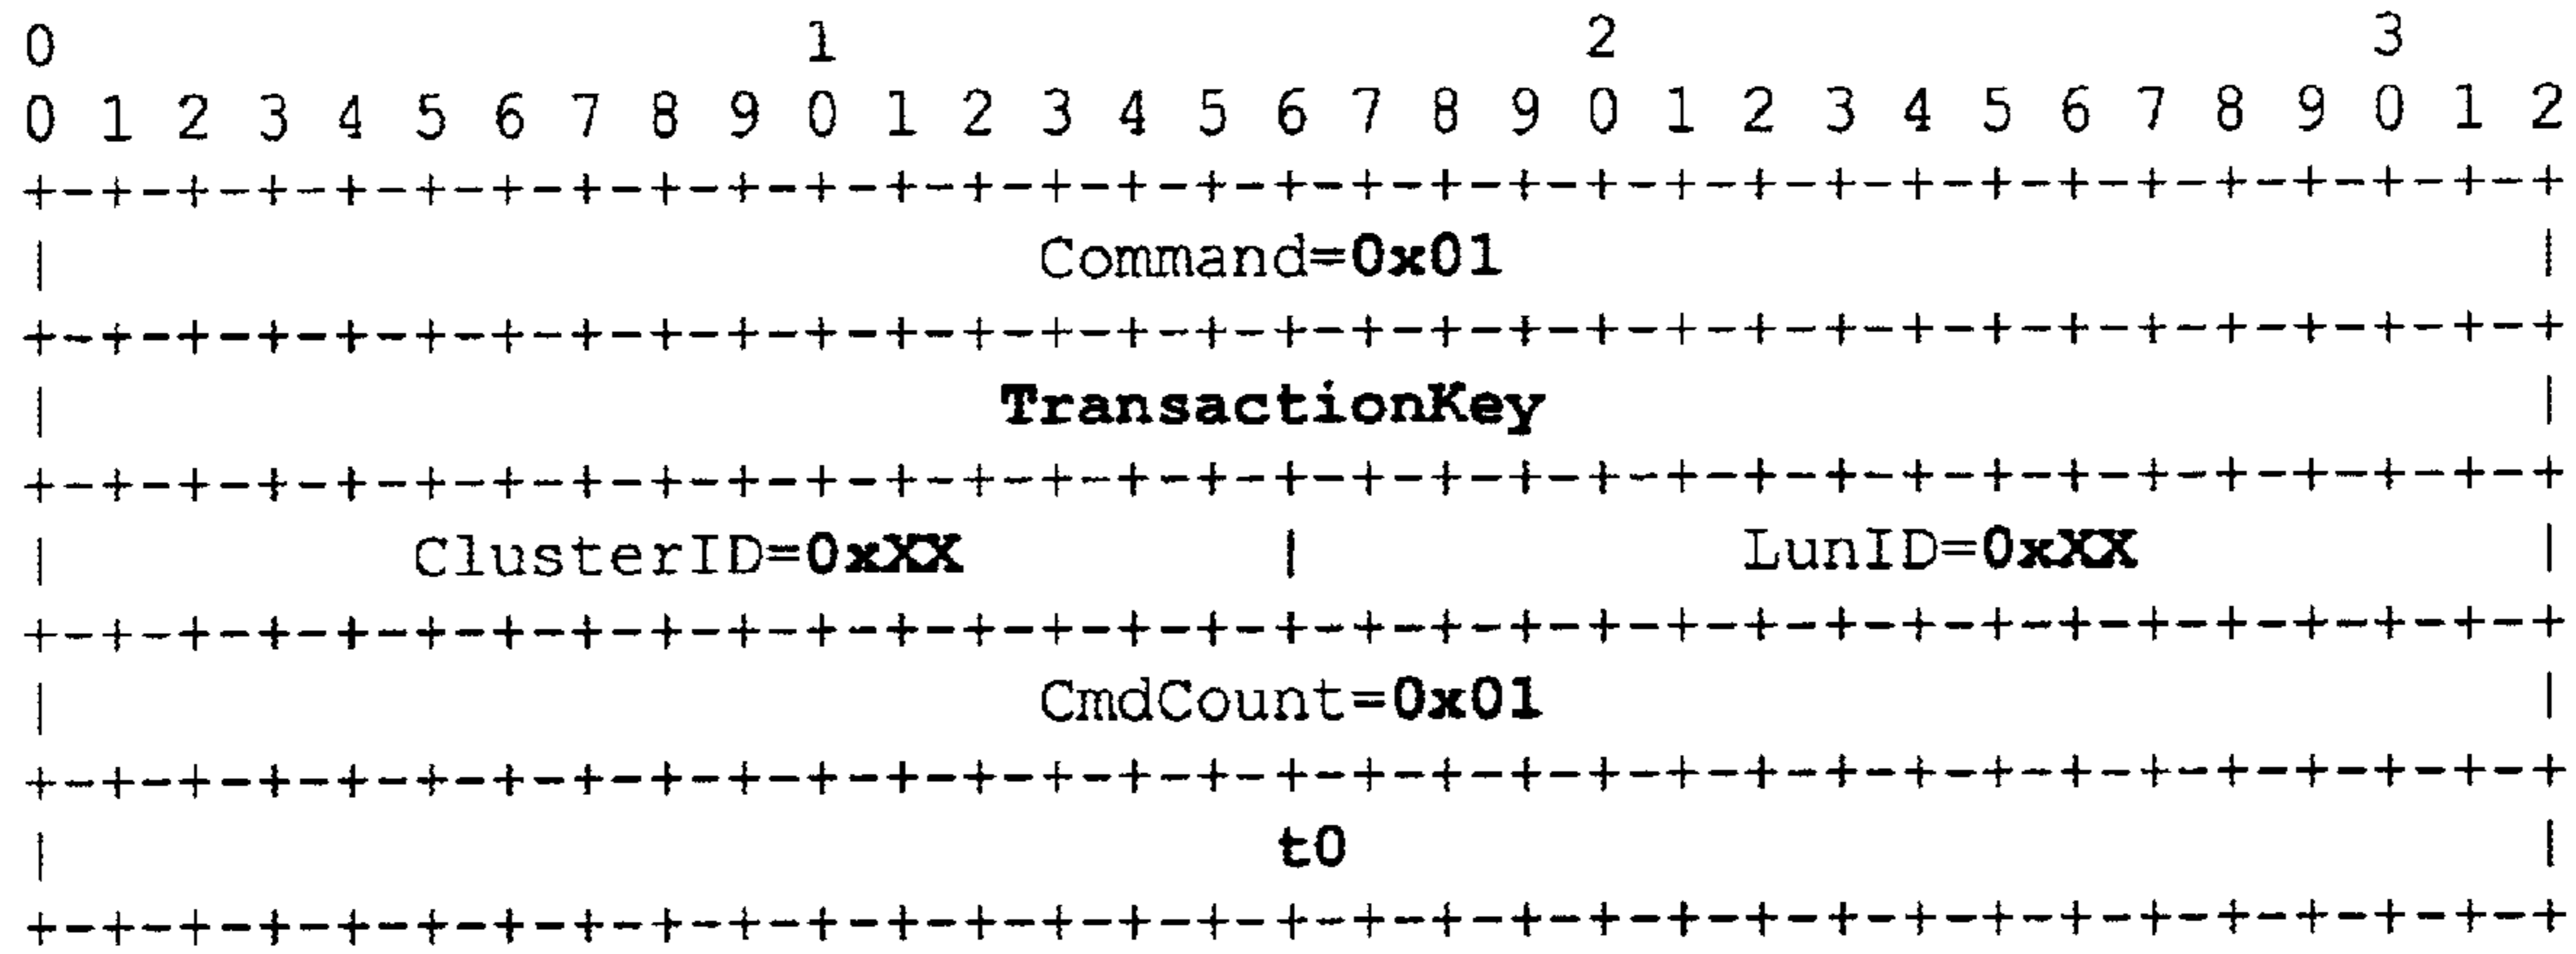 0                   1                   2                   3
0 1 2 3 4 5 6 7 8 9 0 1 2 3 4 5 6 7 8 9 0 1 2 3 4 5 6 7 8 9 0 1 2
+-+-+-+-+-+-+-+-+-+-+-+-+-+-+-+-+-+-+-+-+-+-+-+-+-+-+-+-+-+-+-+-+
|                         Command=0x01                          |
+-+-+-+-+-+-+-+-+-+-+-+-+-+-+-+-+-+-+-+-+-+-+-+-+-+-+-+-+-+-+-+-+
|                        TransactionKey                         |
+-+-+-+-+-+-+-+-+-+-+-+-+-+-+-+-+-+-+-+-+-+-+-+-+-+-+-+-+-+-+-+-+
|         ClusterID=0xXX        |           LunID=0xXX          |
+-+-+-+-+-+-+-+-+-+-+-+-+-+-+-+-+-+-+-+-+-+-+-+-+-+-+-+-+-+-+-+-+
|                         CmdCount=0x01                         |
+-+-+-+-+-+-+-+-+-+-+-+-+-+-+-+-+-+-+-+-+-+-+-+-+-+-+-+-+-+-+-+-+
|                               t0                              |
+-+-+-+-+-+-+-+-+-+-+-+-+-+-+-+-+-+-+-+-+-+-+-+-+-+-+-+-+-+-+-+-+